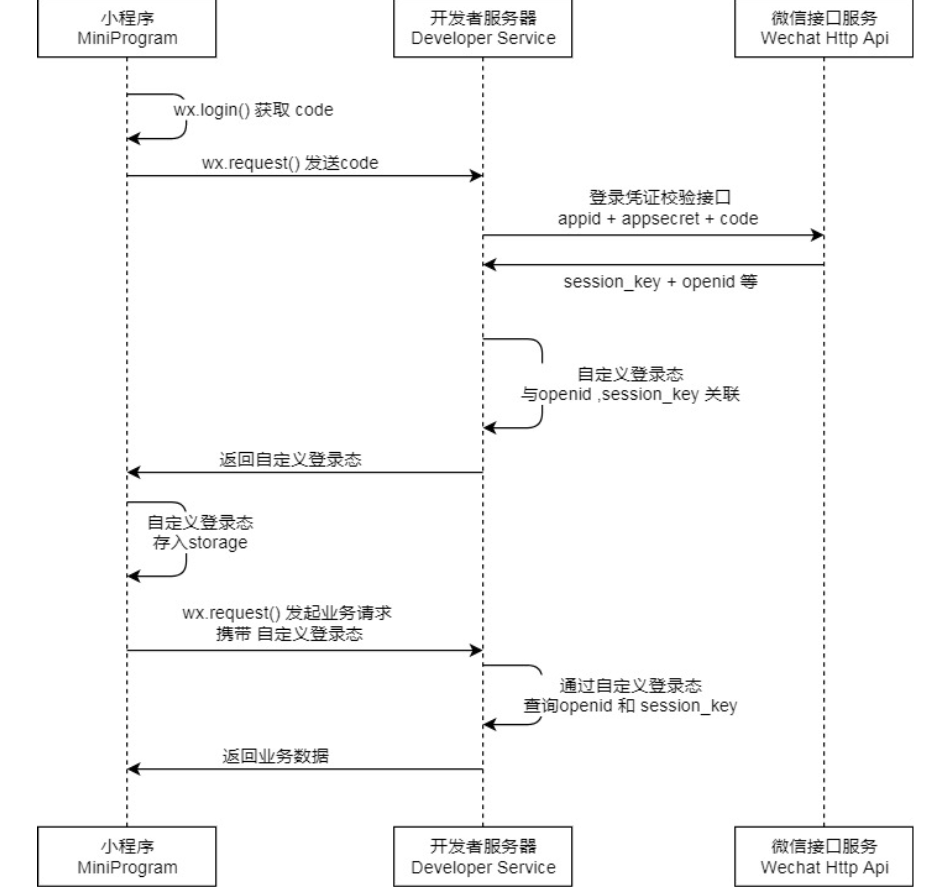 小程序
MiniProgram
开发者服务器
Developer Service
微信接口服务
Wechat Http Api
wx.login() 获取 code
wx.request() 发送code
登录凭证校验接口
appid + appsecret + code
session_key + openid 等
自定义登录态
与openid ,session_key 关联
返回自定义登录态
自定义登录态
存入storage
wx.request() 发起业务请求
携带 自定义登录态
通过自定义登录态
查询openid 和 session_key
返回业务数据
小程序
MiniProgram
开发者服务器
Developer Service
微信接口服务
Wechat Http Api